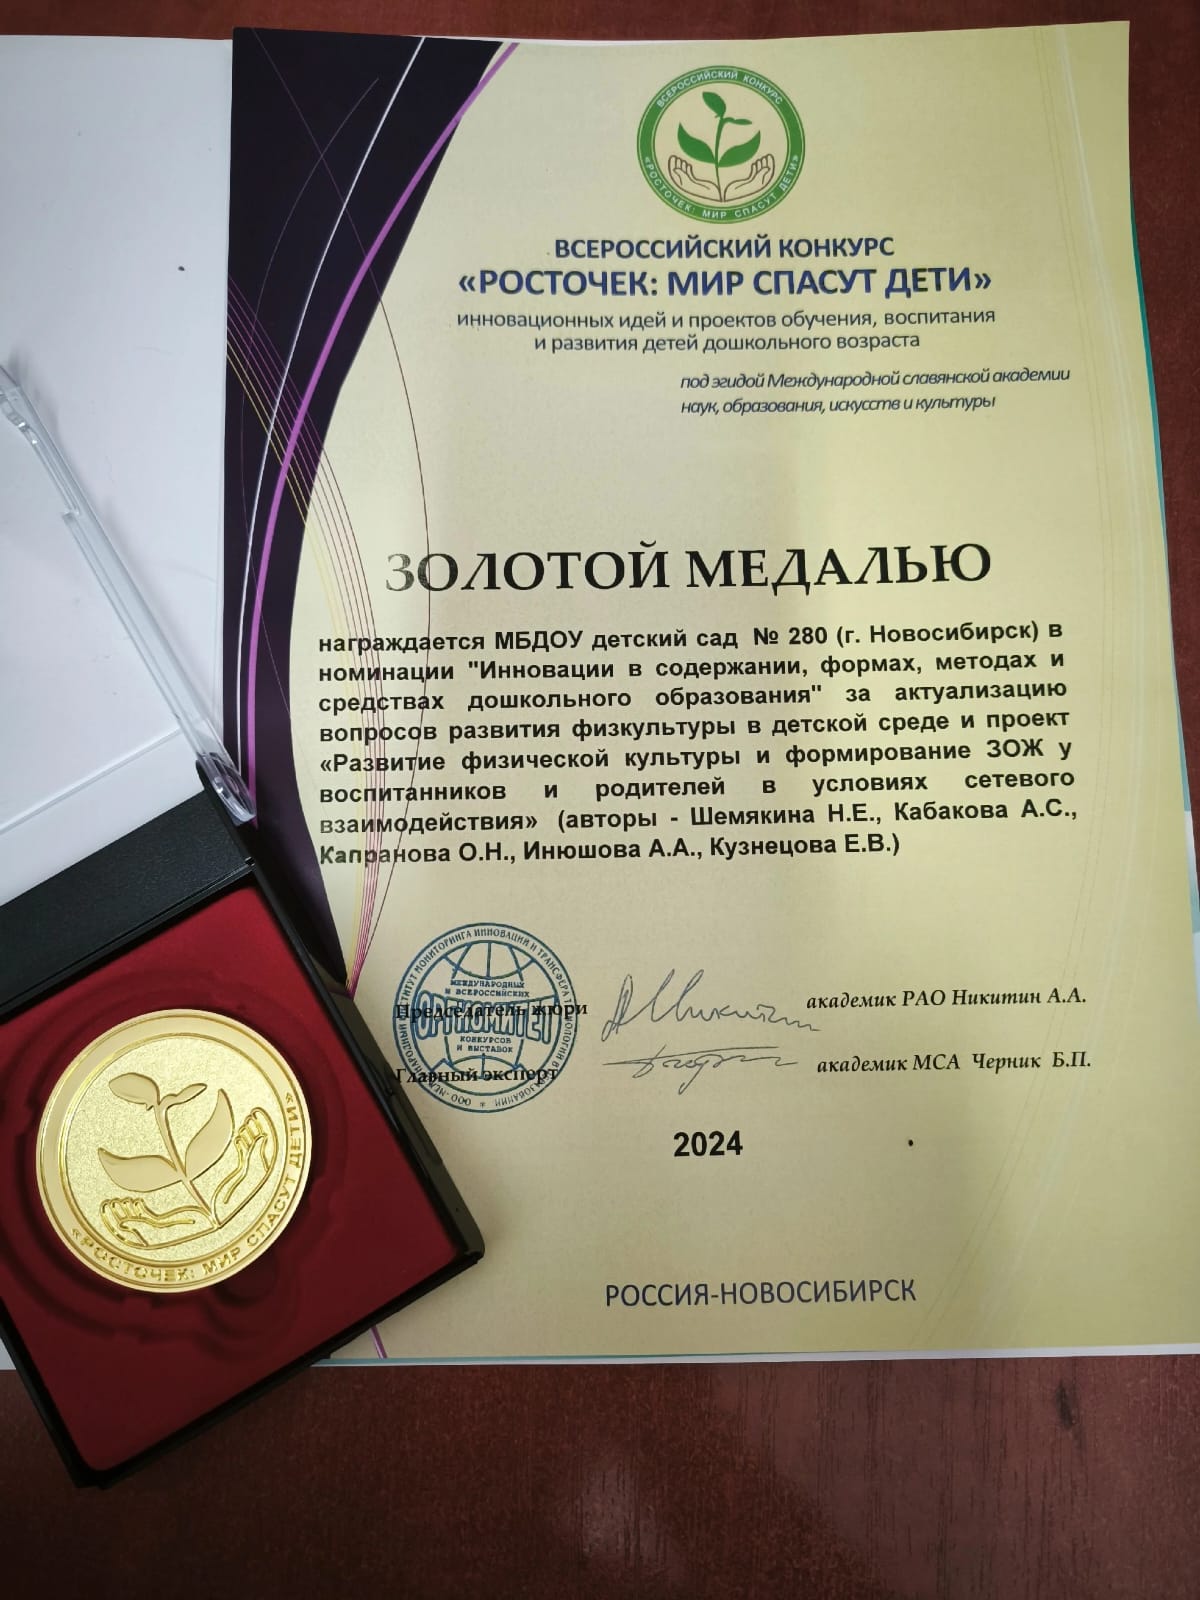 ВСЕРОССИЙСКИЙ КОНКУРС
«РОСТОЧЕК: МИР СПАСУТ ДЕТИ»
ВСЕРОССИЙСКИЙ КОНКУРС
«РОСТОЧЕК: МИР СПАСУТ ДЕТИ»
инновационных идей и проектов обучения, воспитания
и развития детей дошкольного возраста
под эгидой Международной славянской академии
наук, образования, искусств и культуры
ЗОЛОТОЙ МЕДАЛЬЮ
награждается МБДОУ детский сад № 280 (г. Новосибирск) в
номинации "Инновации в содержании, формах, методах и
средствах дошкольного образования" за актуализацию
вопросов развития физкультуры в детской среде и проект
«Развитие физической культуры и формирование ЗОЖ у
воспитанников и родителей в условиях сетевого
взаимодействия» (авторы - Шемякина Н.Е., Кабакова А.С.,
Капранова О.Н., Инюшова А.А., Кузнецова Е.В.)
МЕЖДУНАРОДНЫХ
И ВСЕРОССИЙСКИХ
ОРГКОМИТЕТ
КОНКУРСОВ
И ВЫСТАВОК
Председатель жюри академик РАО Никитин А.А.
Главный эксперт академик МСА Черник Б.П.
2024
РОССИЯ-НОВОСИБИРСК
«РОСТОЧЕК: МИР СПАСУТ ДЕТИ»